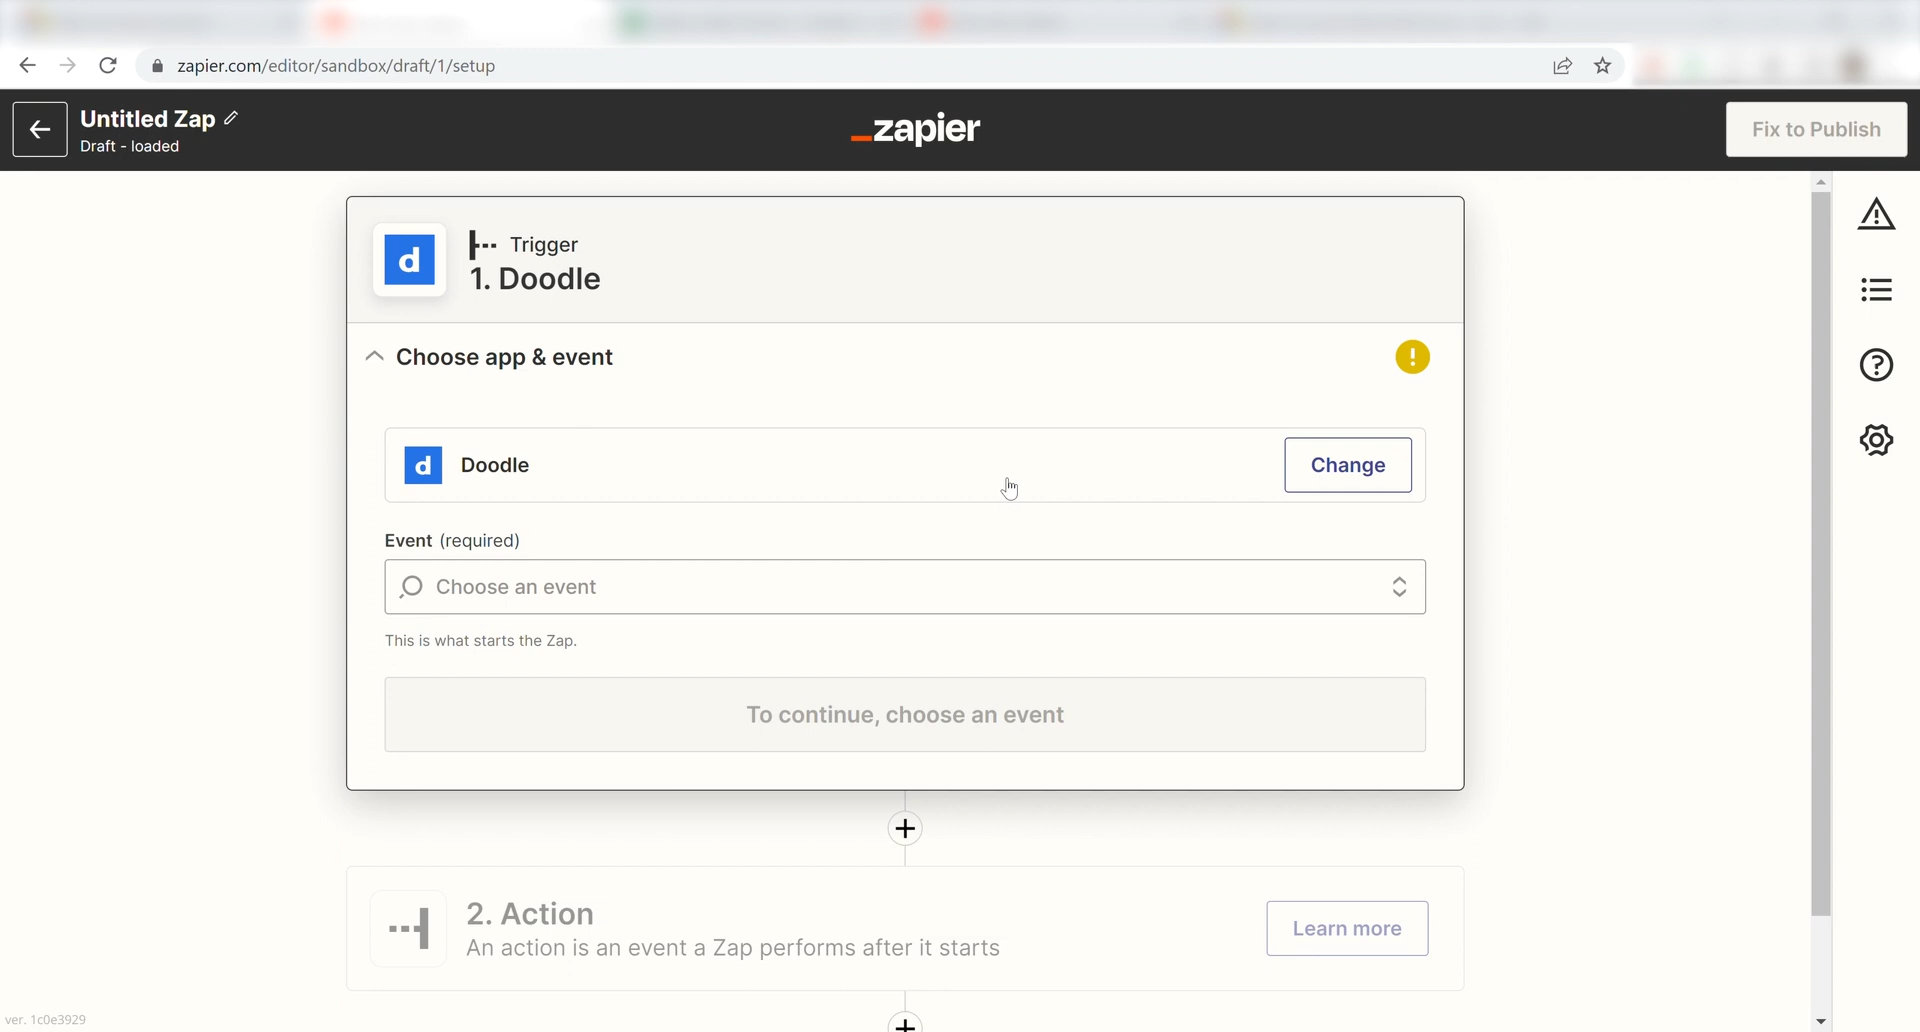 zapier.com/editor/sandbox/draft/1/setup
Untitled Zap
Draft - loaded
_zapier
Fix to Publish
d
Trigger
1. Doodle
Choose app & event
!
d
Doodle
Change
Event (required)
Choose an event
This is what starts the Zap.
To continue, choose an event
2. Action
An action is an event a Zap performs after it starts
Learn more
ver. 1c0e3929